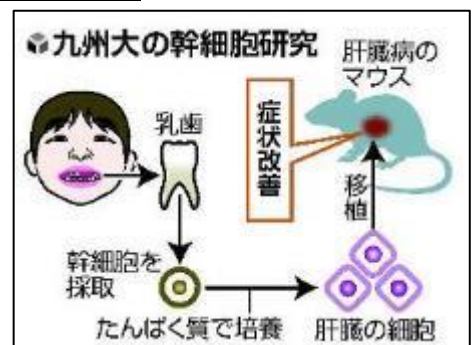 九州大の幹細胞研究
肝臓病の
マウス
乳歯
症状改善
移植
幹細胞を
採取
たんぱく質で培養
肝臓の細胞